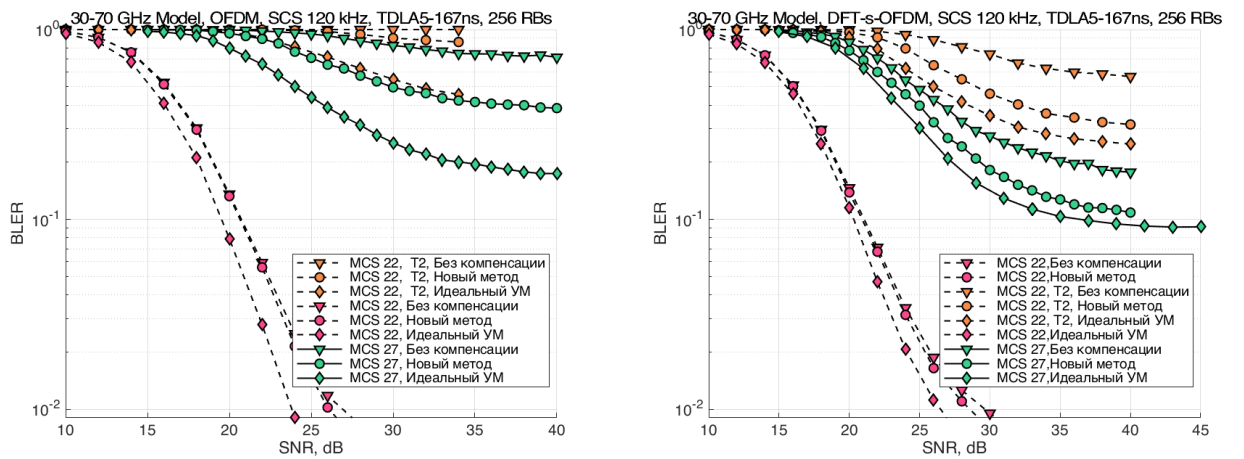 30-70 GHz Model, OFDM, SCS 120 kHz, TDLA5-167ns, 256 RBs
10⁰
10⁻¹
10⁻²
BLER
MCS 22, T2, Без компенсации
MCS 22, T2, Новый метод
MCS 22, T2, Идеальный УМ
MCS 22, Без компенсации
MCS 22, Новый метод
MCS 22, Идеальный УМ
MCS 27, Без компенсации
MCS 27, Новый метод
MCS 27, Идеальный УМ
10 15 20 25 30 35 40
SNR, dB
30-70 GHz Model, DFT-s-OFDM, SCS 120 kHz, TDLA5-167ns, 256 RBs
10⁰
10⁻¹
10⁻²
BLER
MCS 22,Без компенсации
MCS 22,Новый метод
MCS 22, T2, Без компенсации
MCS 22, T2, Новый метод
MCS 22, T2, Идеальный УМ
MCS 22, Идеальный УМ
MCS 27,Без компенсации
MCS 27,Новый метод
MCS 27,Идеальный УМ
10 15 20 25 30 35 40 45
SNR, dB